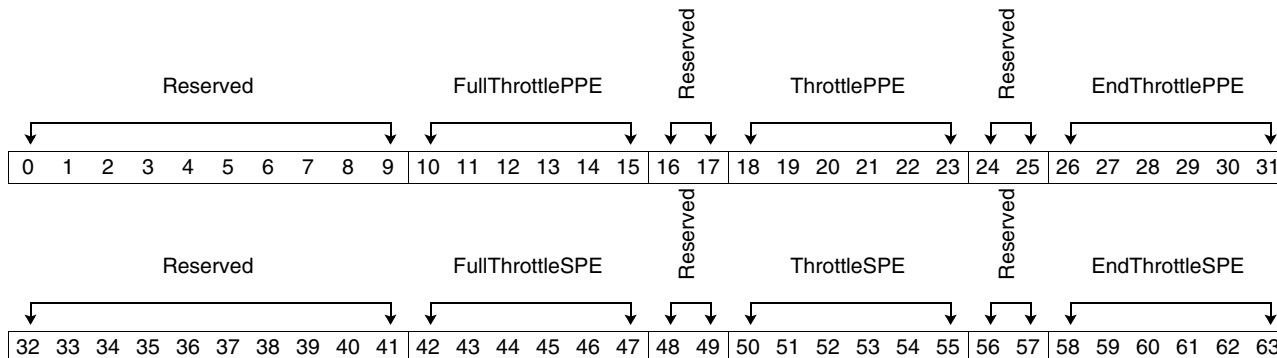 Reserved FullThrottlePPE Reserved ThrottlePPE Reserved EndThrottlePPE
0 1 2 3 4 5 6 7 8 9 10 11 12 13 14 15 16 17 18 19 20 21 22 23 24 25 26 27 28 29 30 31
Reserved FullThrottleSPE Reserved ThrottleSPE Reserved EndThrottleSPE
32 33 34 35 36 37 38 39 40 41 42 43 44 45 46 47 48 49 50 51 52 53 54 55 56 57 58 59 60 61 62 63